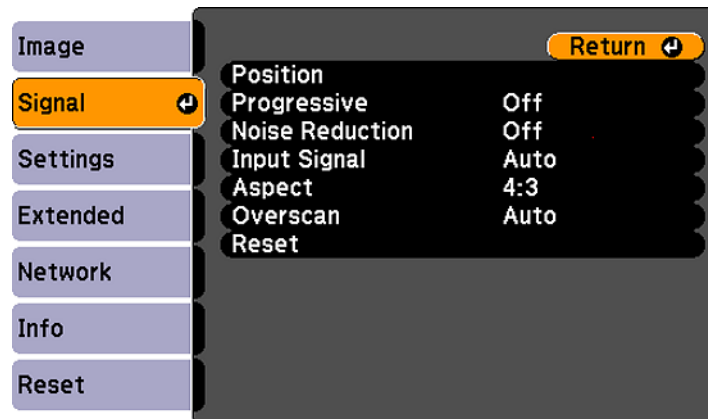 Image
Signal
Settings
Extended
Network
Info
Reset
Return
Position
Progressive Off
Noise Reduction Off
Input Signal Auto
Aspect 4:3
Overscan Auto
Reset